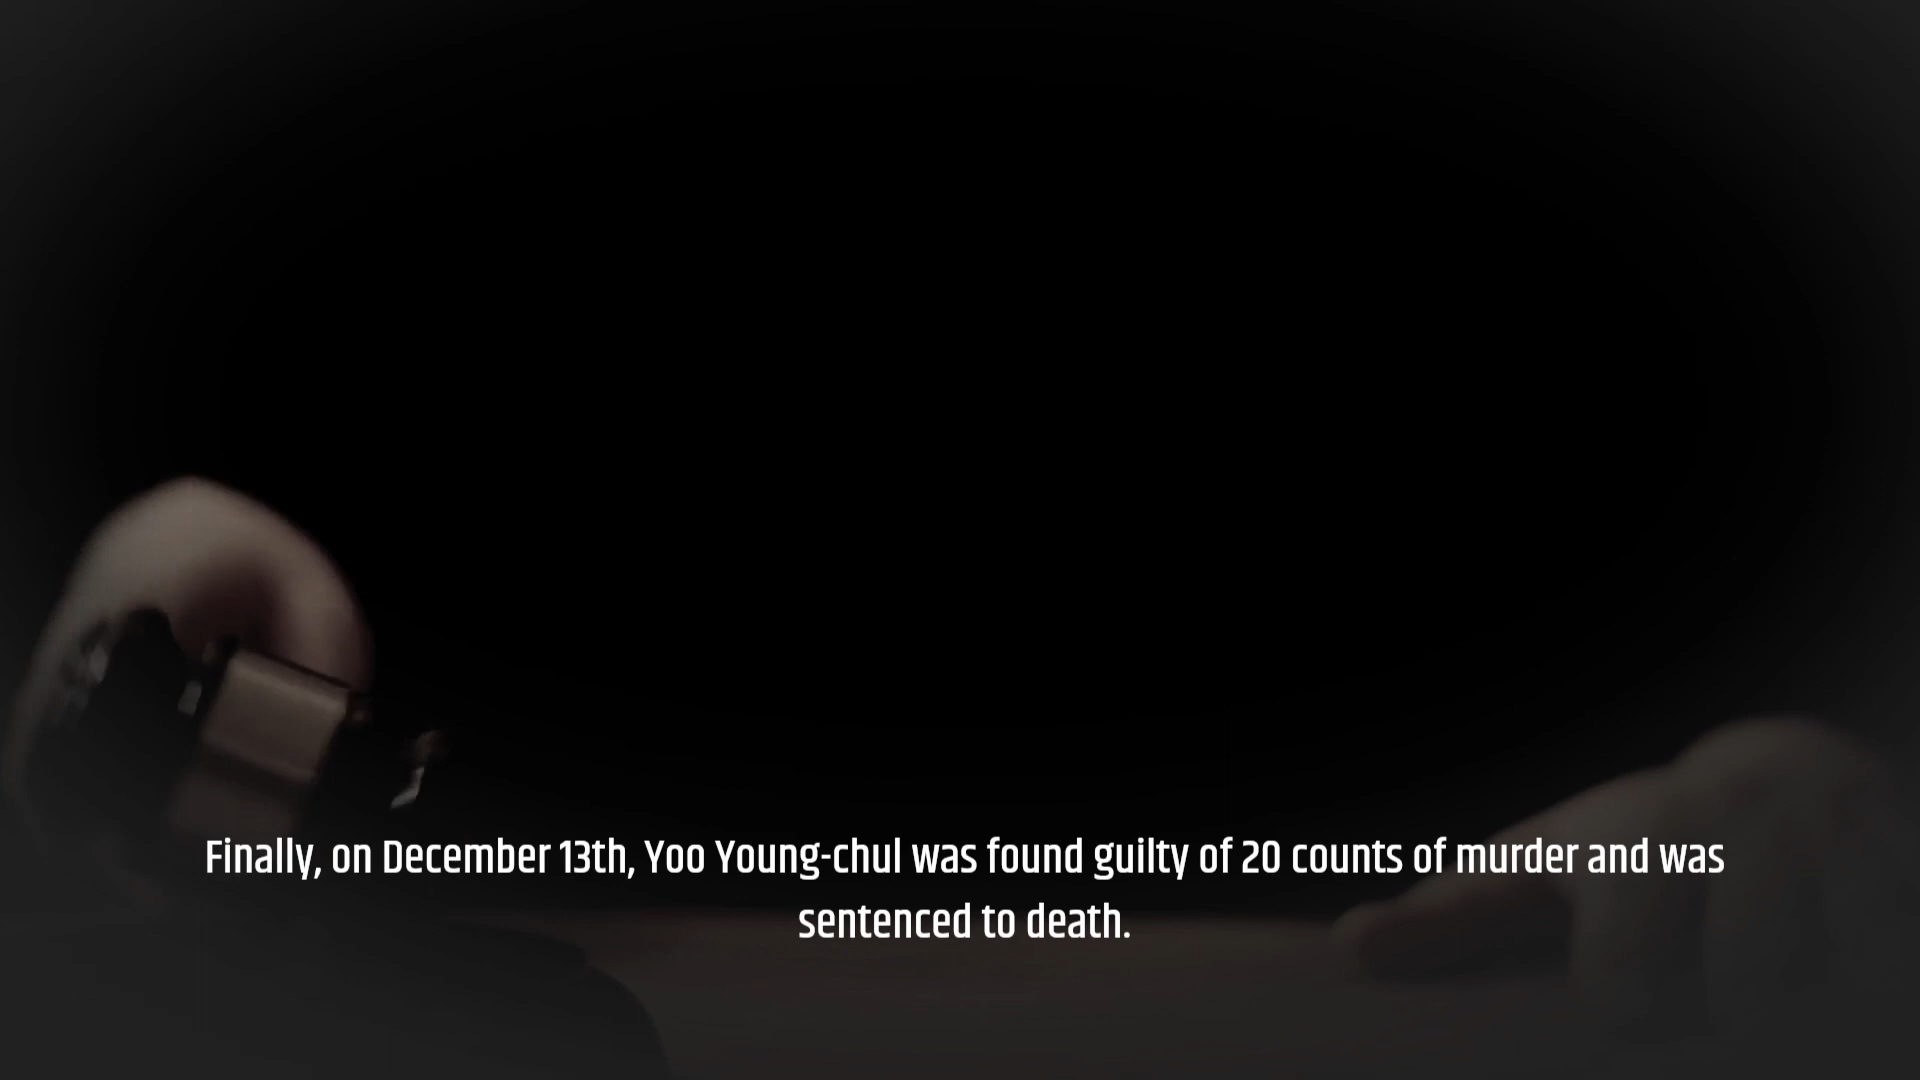 Finally, on December 13th, Yoo Young-chul was found guilty of 20 counts of murder and was
sentenced to death.